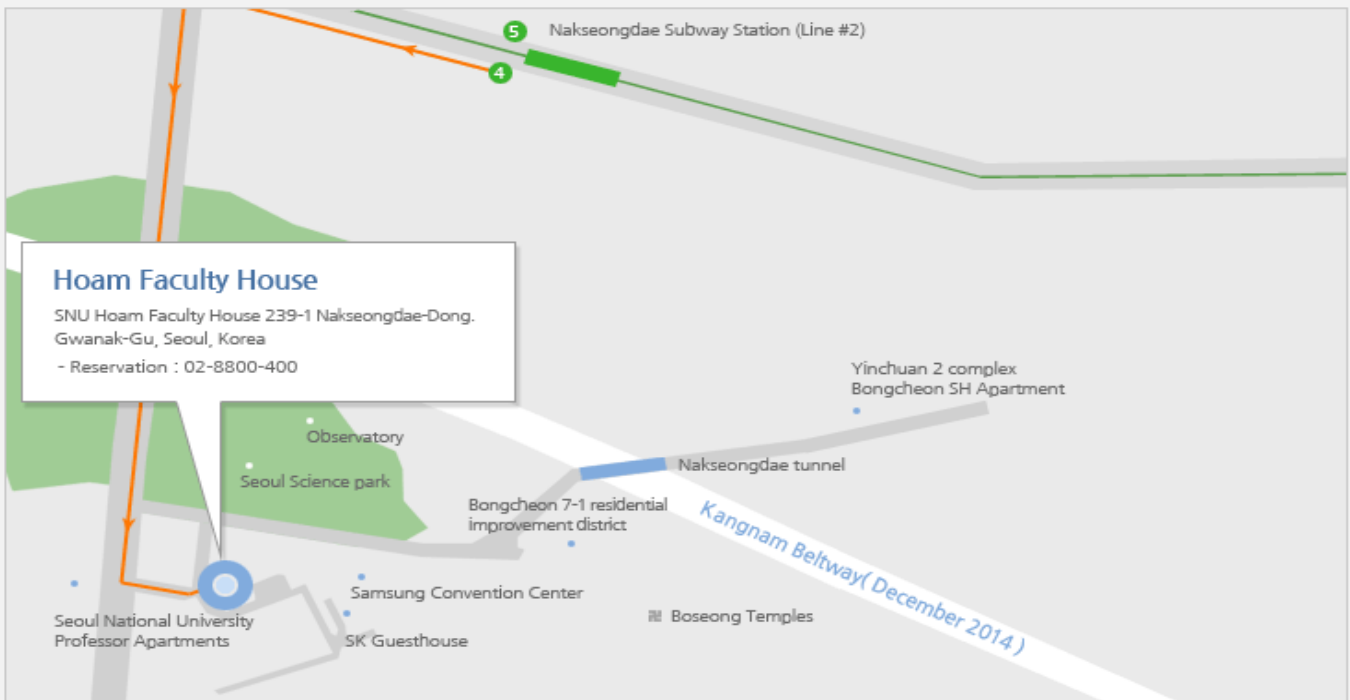 5
Nakseongdae Subway Station (Line #2)
4
Hoam Faculty House
SNU Hoam Faculty House 239-1 Nakseongdae-Dong.
Gwanak-Gu, Seoul, Korea
- Reservation : 02-8800-400
Yinchuan 2 complex
Bongcheon SH Apartment
Observatory
Seoul Science park
Nakseongdae tunnel
Bongcheon 7-1 residential
improvement district
Kangnam Beltway( December 2014 )
Samsung Convention Center
Seoul National University
Professor Apartments
SK Guesthouse
卍 Boseong Temples